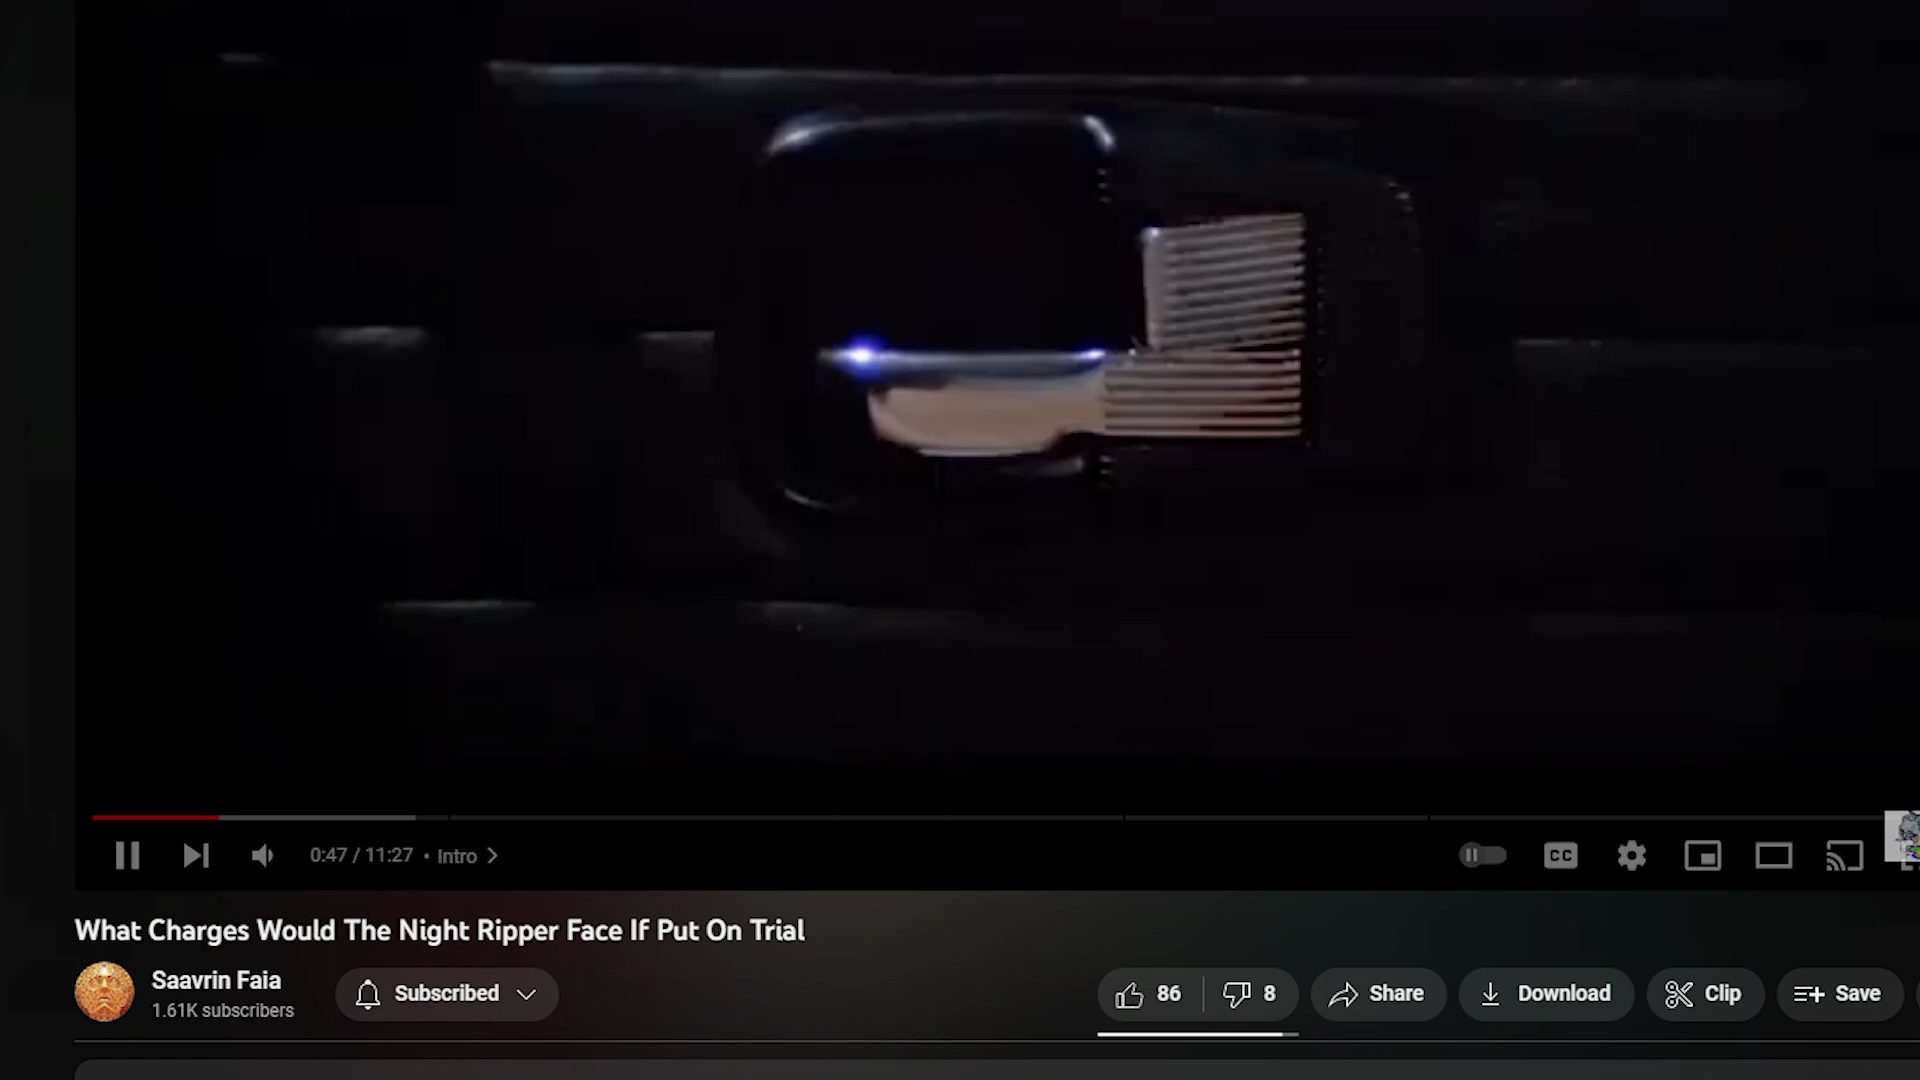 0:47 / 11:27 • Intro
CC
What Charges Would The Night Ripper Face If Put On Trial
Saavrin Faia
1.61K subscribers
Subscribed
86
8
Share
Download
Clip
Save